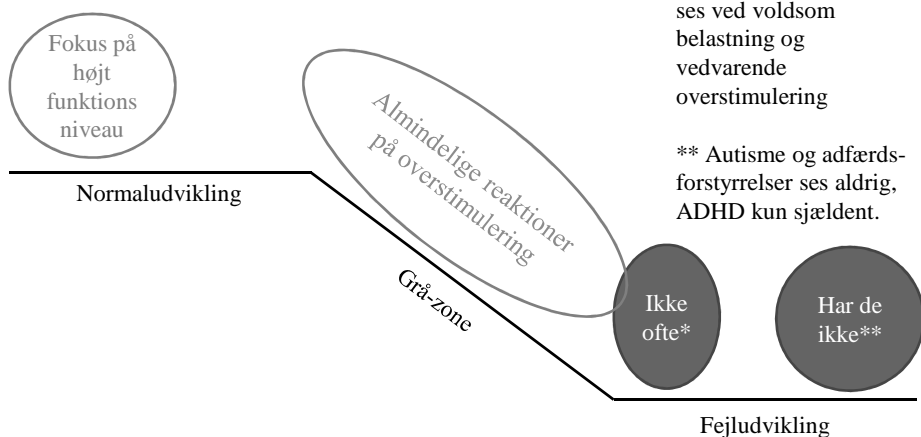 ses ved voldsom
belastning og
vedvarende
overstimulering
** Autisme og adfærds-
forstyrrelser ses aldrig,
ADHD kun sjældent.
Fokus på
højt
funktions
niveau
Almindelige reaktioner
på overstimulering
Normaludvikling
Grå-zone
Ikke
ofte*
Har de
ikke**
Fejludvikling